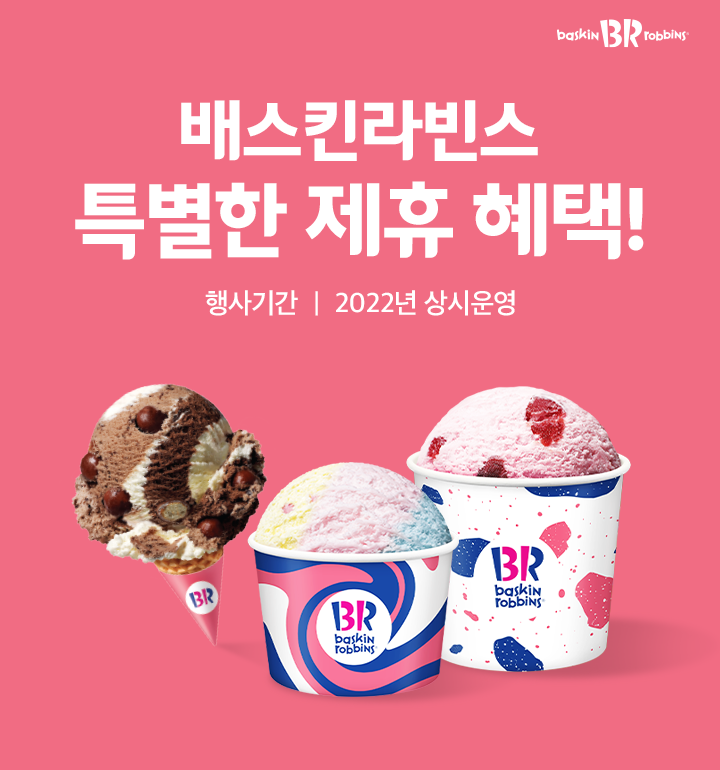 baskin BR robbins
배스킨라빈스
특별한 제휴 혜택!
행사기간 | 2022년 상시운영
BR
BR
baskin
robbins
BR
baskin
robbins